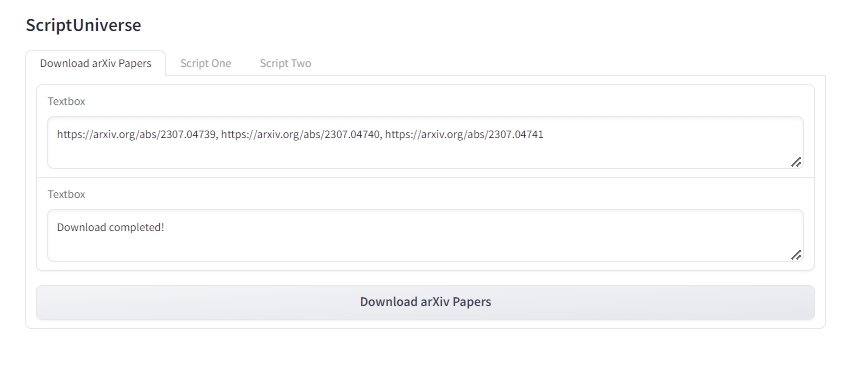 ScriptUniverse
Download arXiv Papers Script One Script Two
Textbox
https://arxiv.org/abs/2307.04739, https://arxiv.org/abs/2307.04740, https://arxiv.org/abs/2307.04741
Textbox
Download completed!
Download arXiv Papers